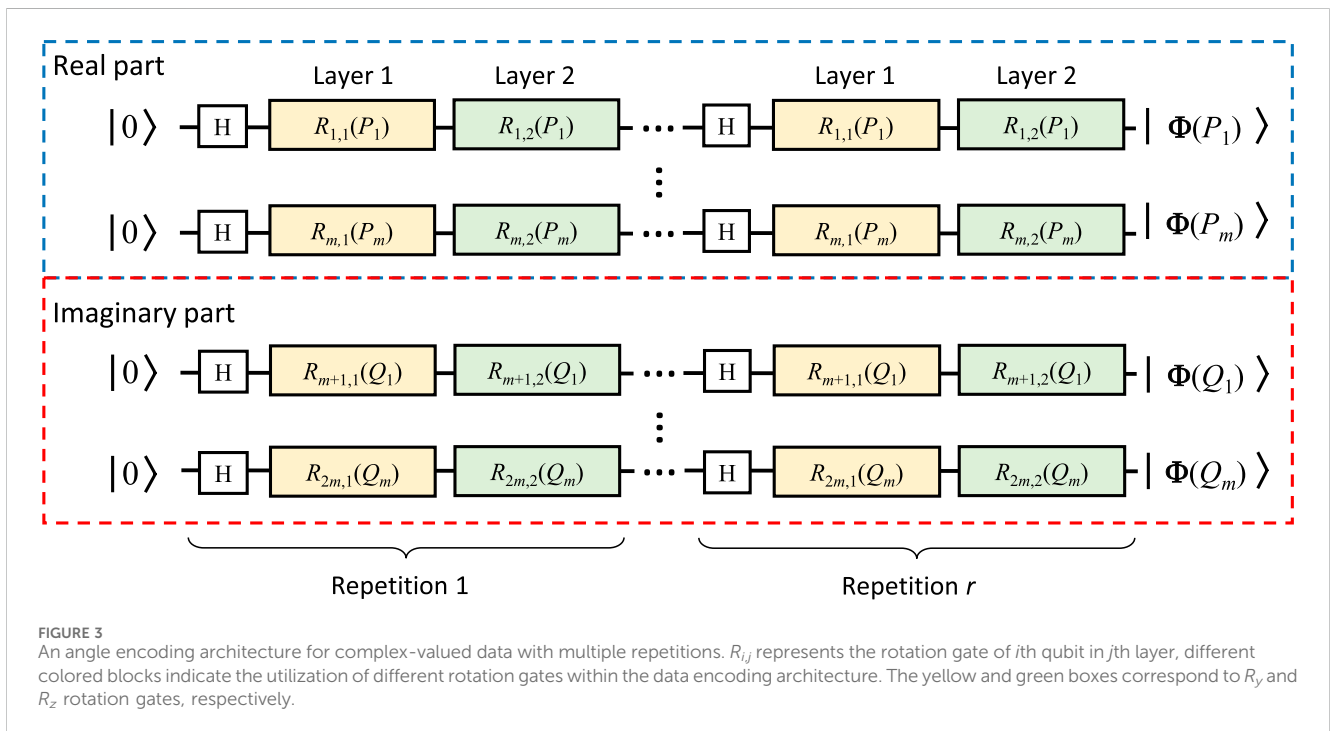 Real part
Layer 1 Layer 2 Layer 1 Layer 2
|0⟩ H R1,1(P1) R1,2(P1) ··· H R1,1(P1) R1,2(P1) | Φ(P1) ⟩
⋮
|0⟩ H Rm,1(Pm) Rm,2(Pm) ··· H Rm,1(Pm) Rm,2(Pm) | Φ(Pm) ⟩
Imaginary part
|0⟩ H Rm+1,1(Q1) Rm+1,2(Q1) ··· H Rm+1,1(Q1) Rm+1,2(Q1) | Φ(Q1) ⟩
⋮
|0⟩ H R2m,1(Qm) R2m,2(Qm) ··· H R2m,1(Qm) R2m,2(Qm) | Φ(Qm) ⟩
Repetition 1 Repetition r
FIGURE 3
An angle encoding architecture for complex-valued data with multiple repetitions. Ri,j represents the rotation gate of ith qubit in jth layer, different
colored blocks indicate the utilization of different rotation gates within the data encoding architecture. The yellow and green boxes correspond to Ry and
Rz rotation gates, respectively.